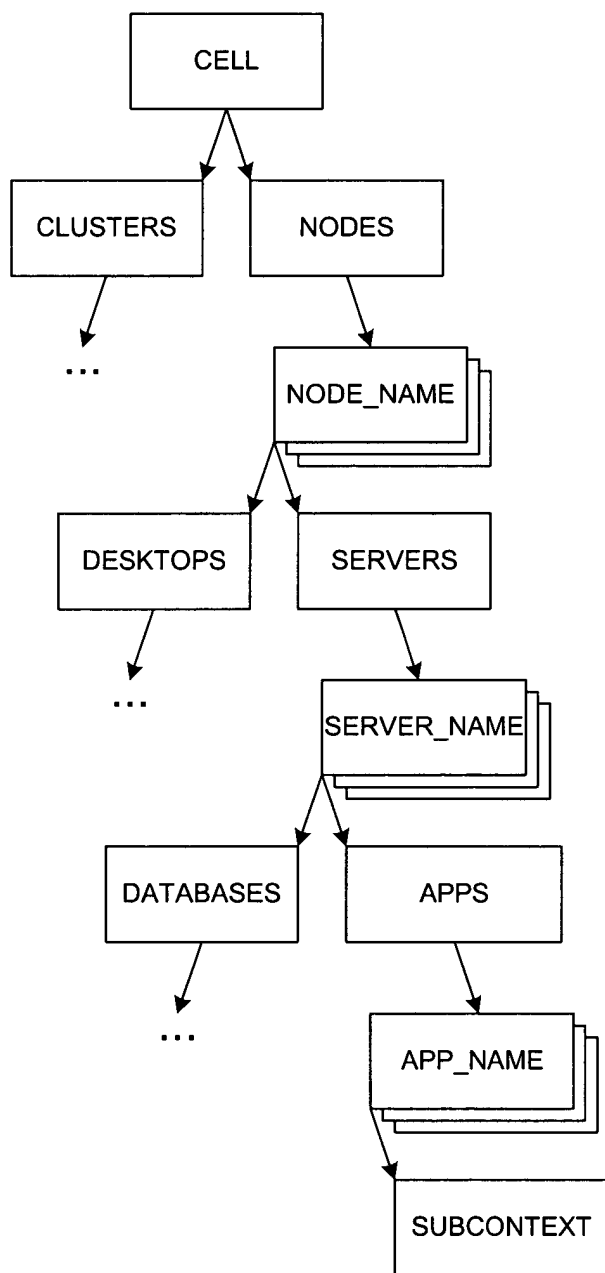 CELL
CLUSTERS
NODES
...
NODE_NAME
DESKTOPS
SERVERS
...
SERVER_NAME
DATABASES
APPS
...
APP_NAME
SUBCONTEXT